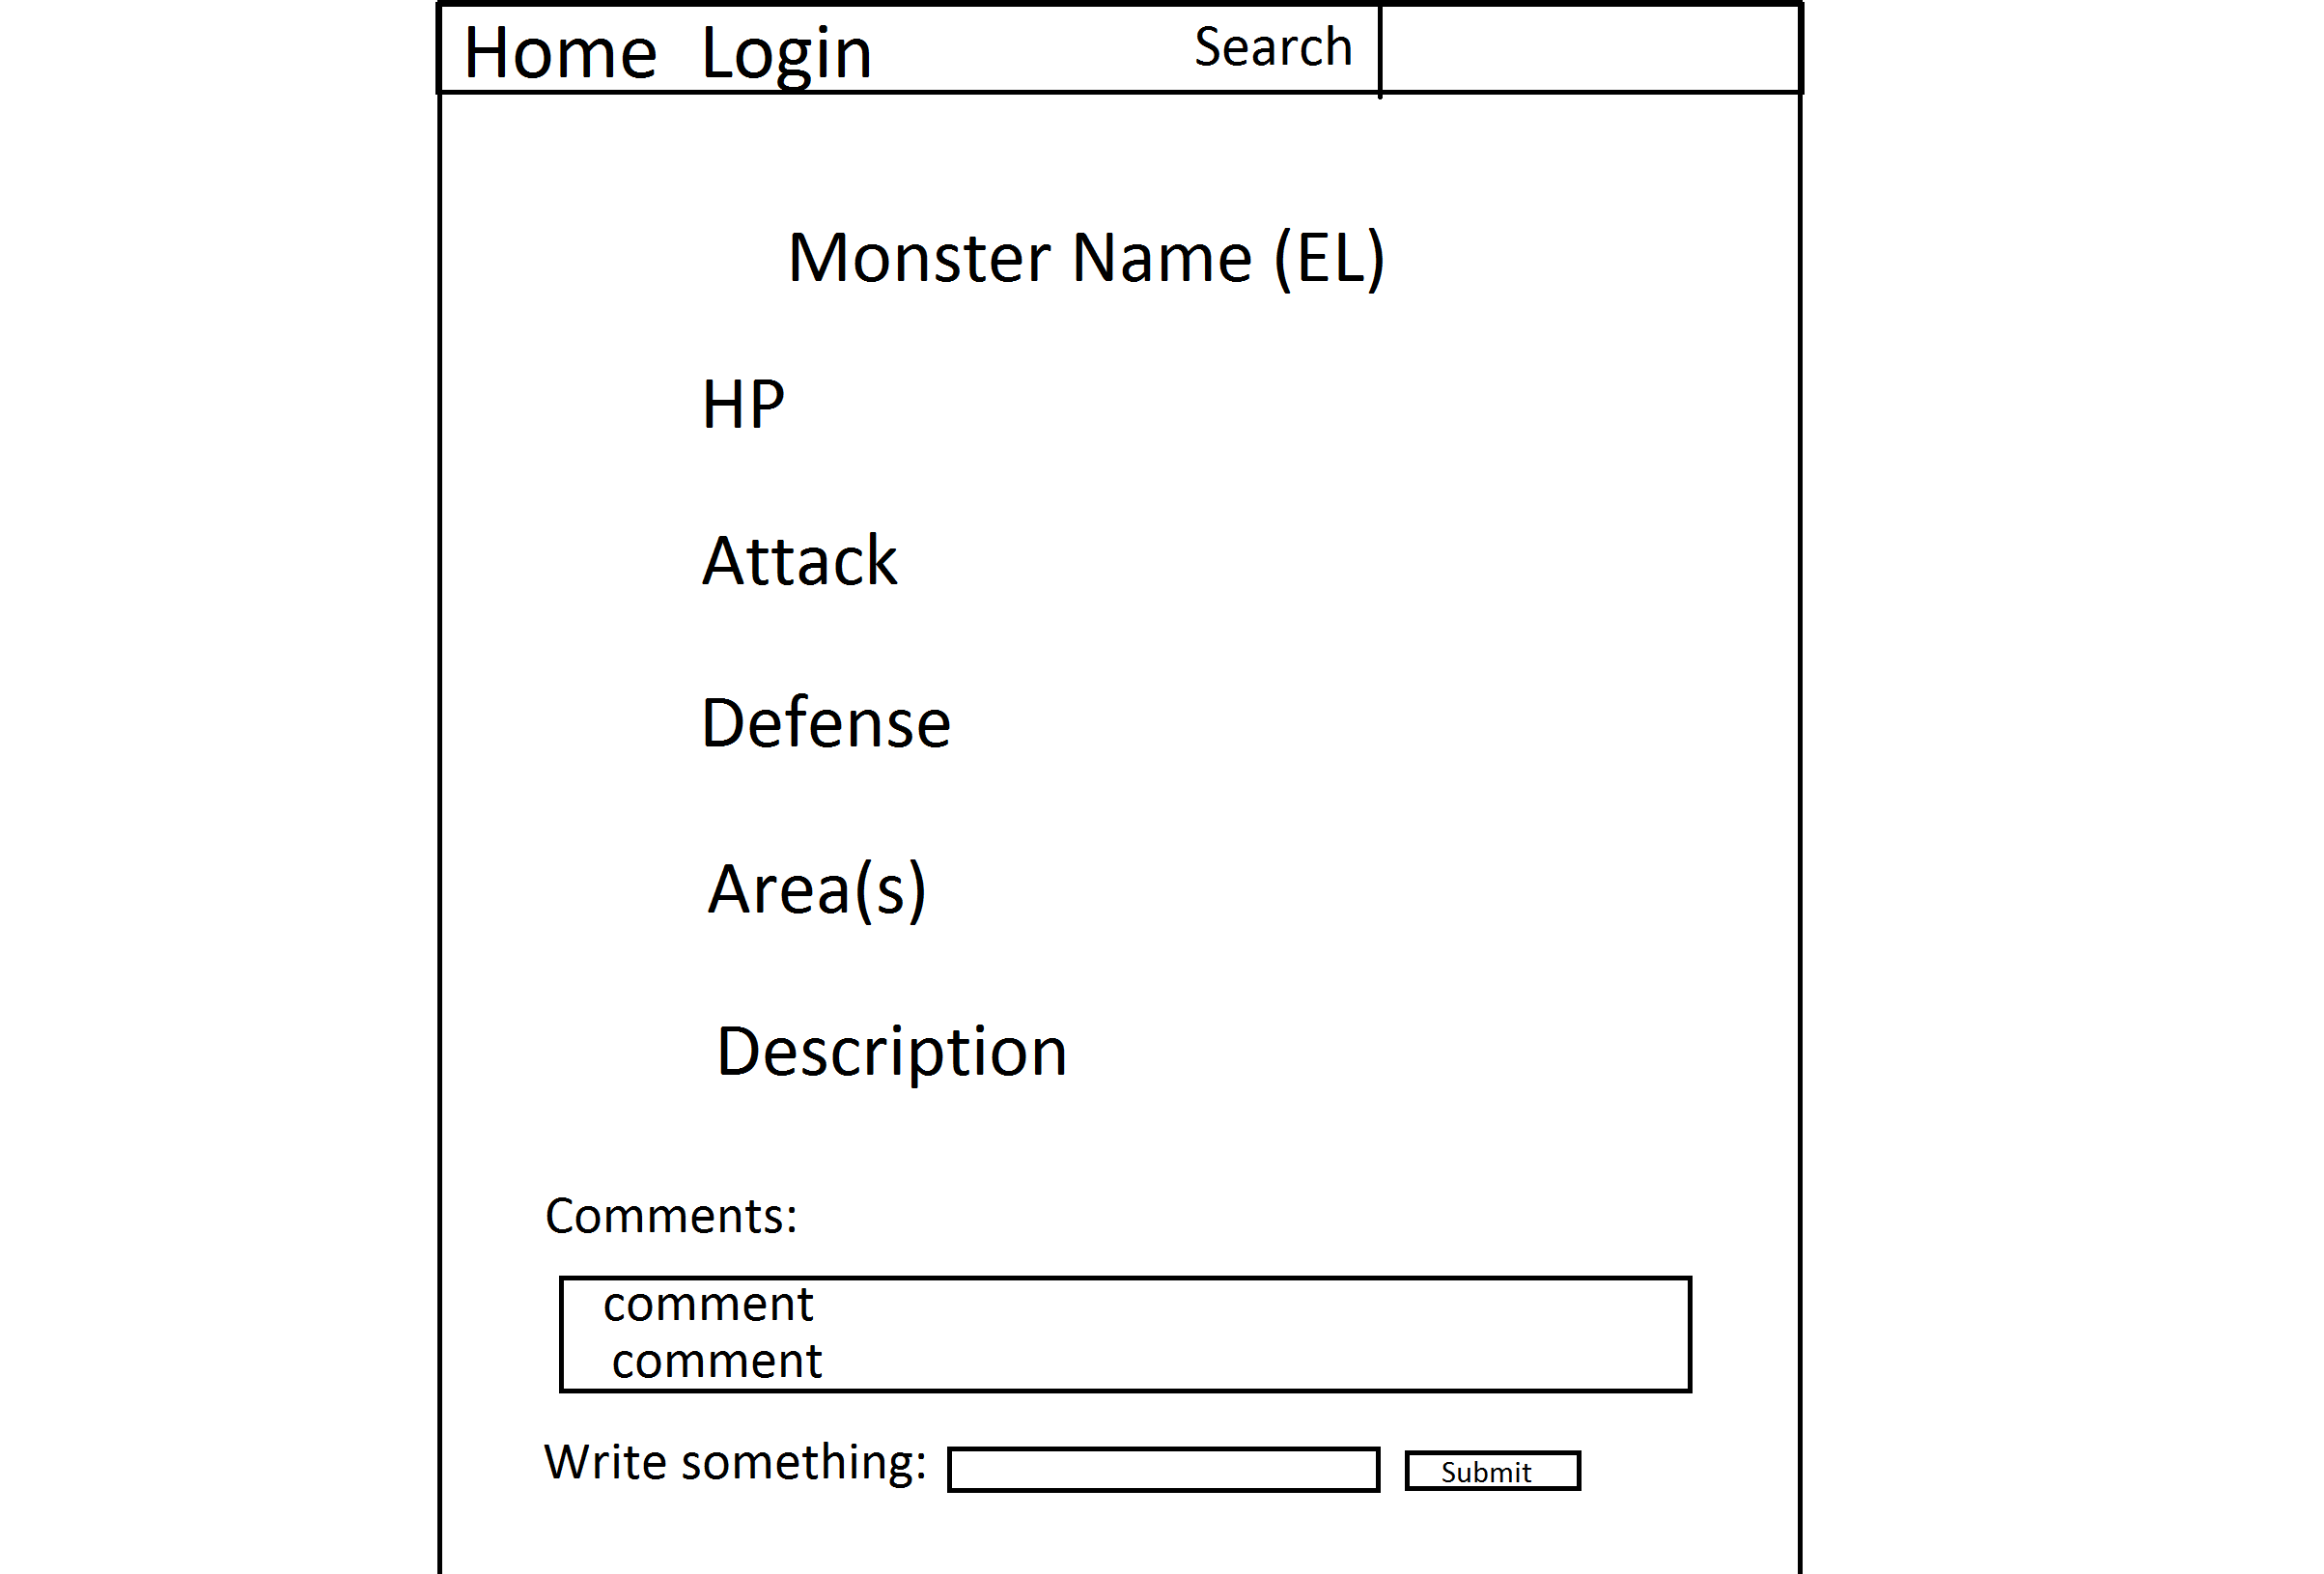 Home Login Search
Monster Name (EL)
HP
Attack
Defense
Area(s)
Description
Comments:
comment
comment
Write something: Submit